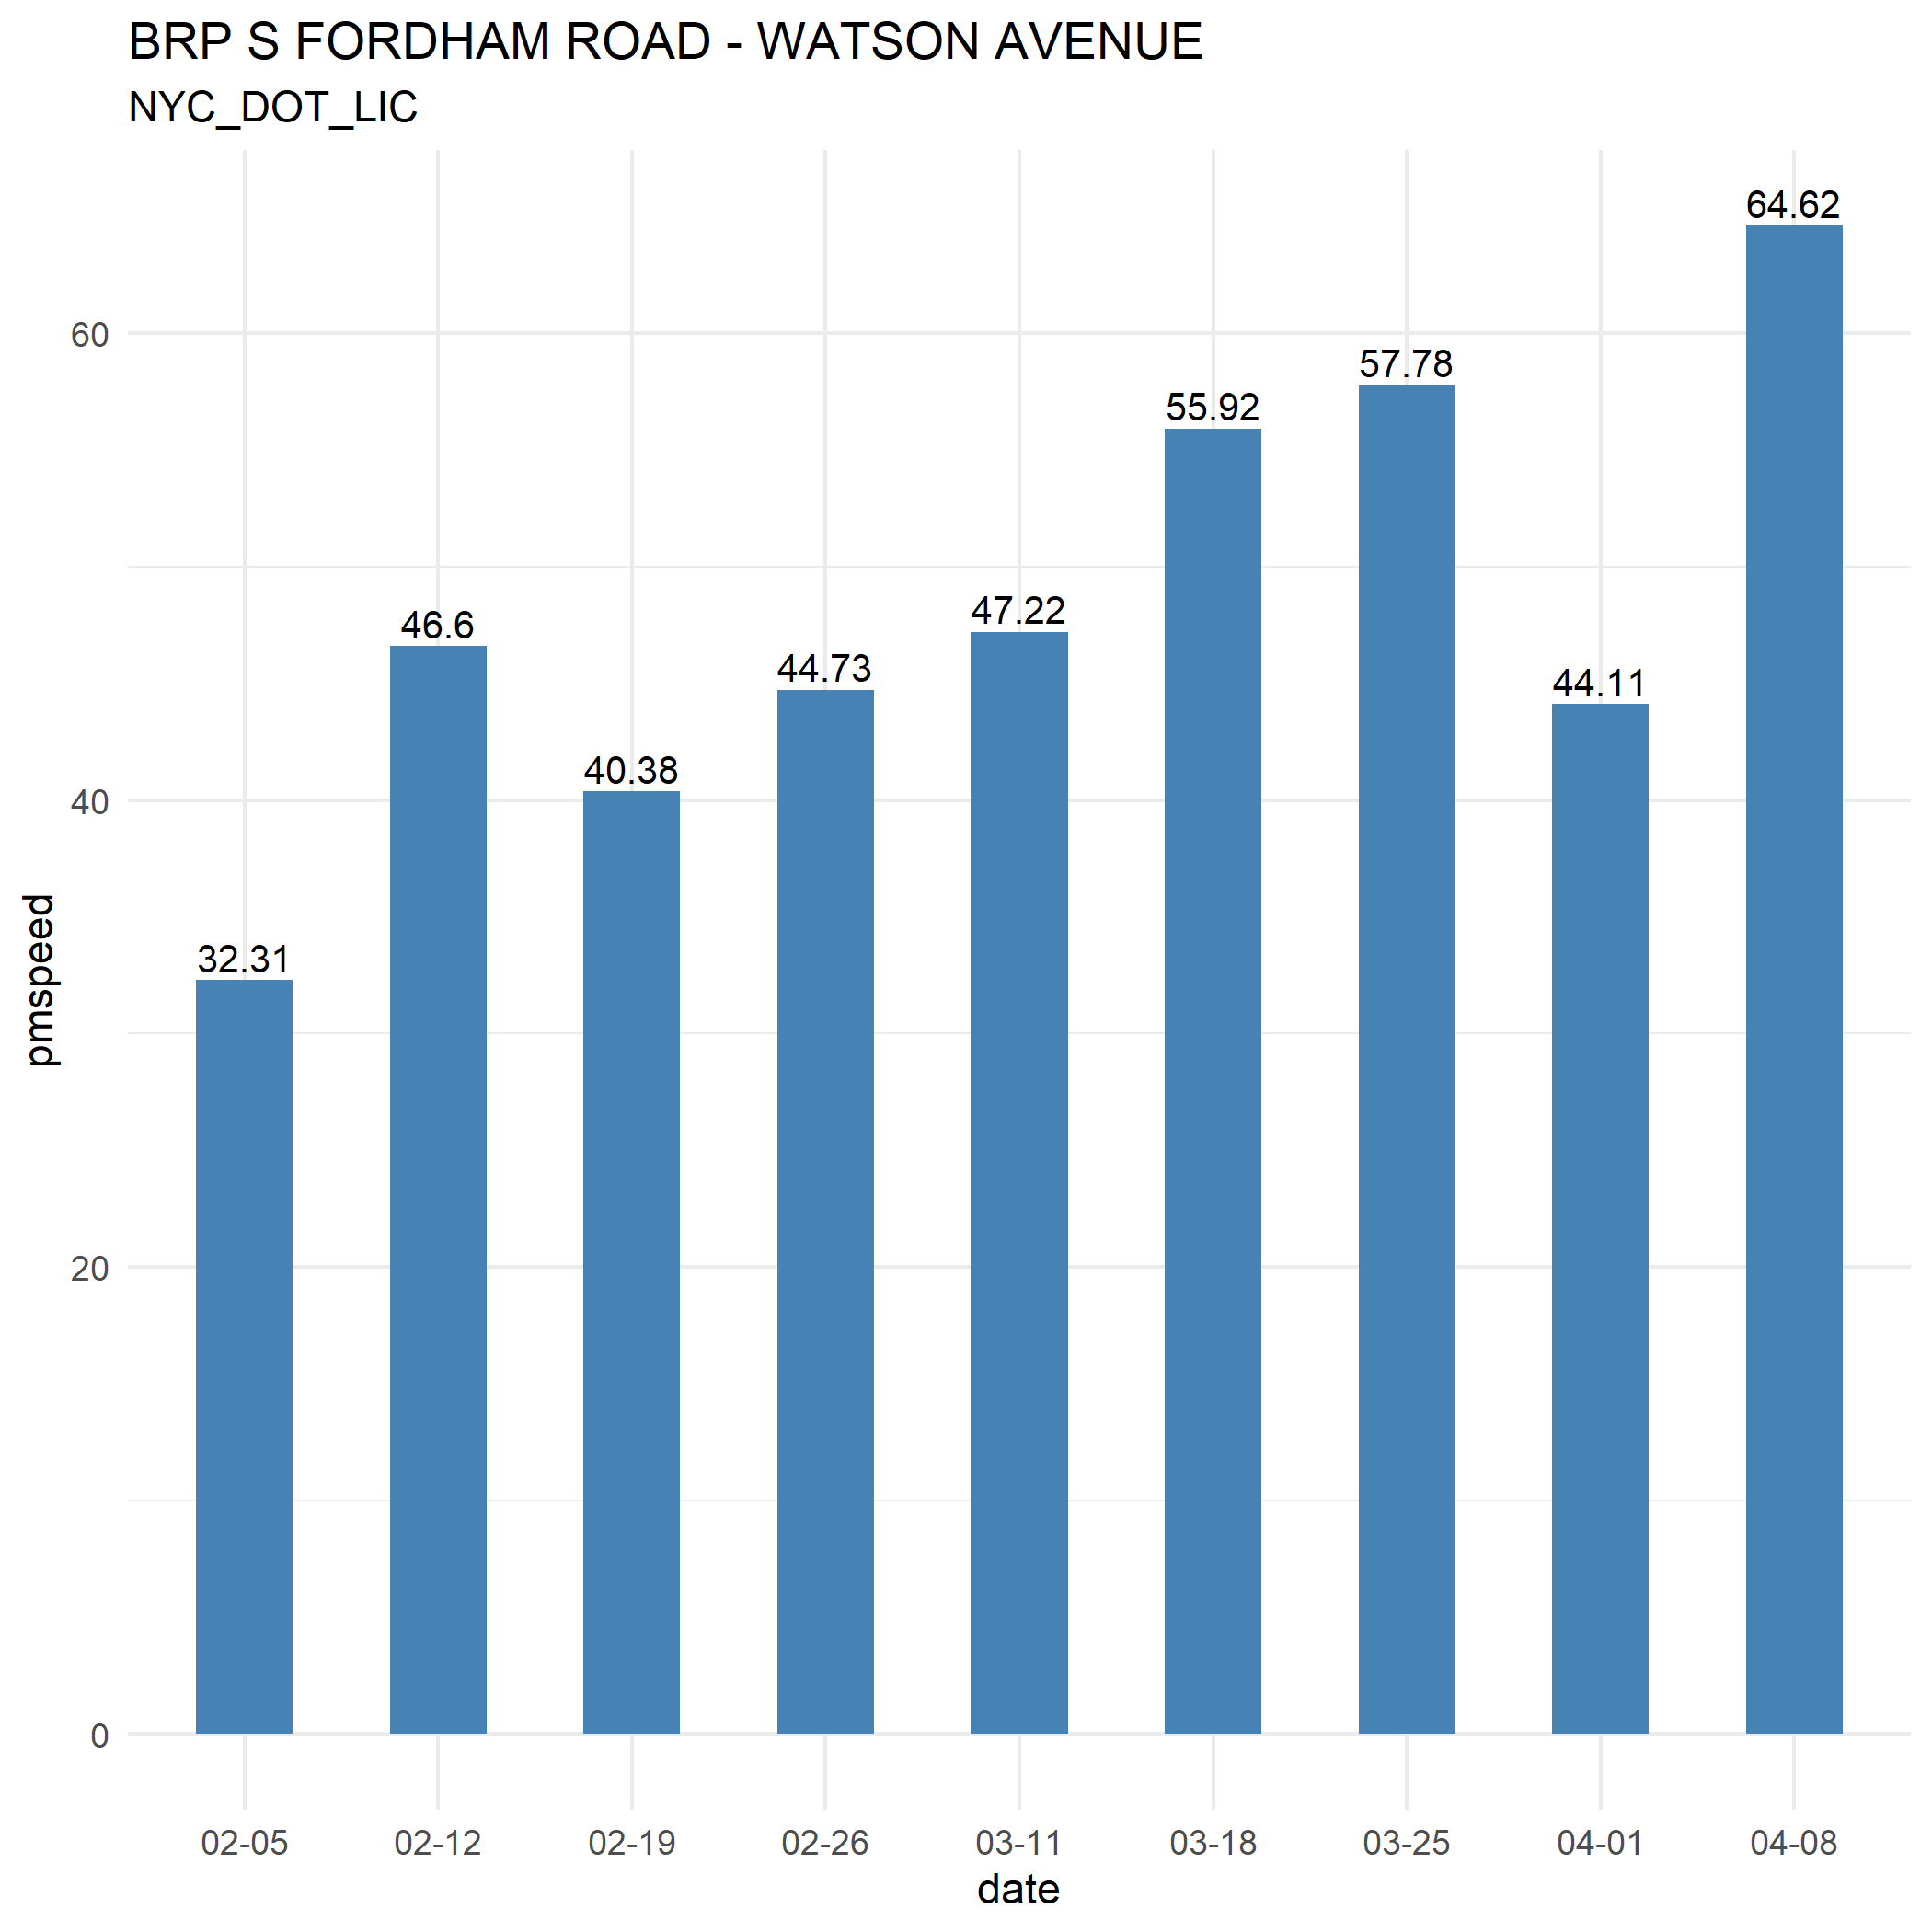 BRP S FORDHAM ROAD - WATSON AVENUE
NYC_DOT_LIC
64.62
60
57.78
55.92
47.22
46.6
44.73
44.11
40.38
40
32.31
pmspeed
20
0
02-05 02-12 02-19 02-26 03-11 03-18 03-25 04-01 04-08
date